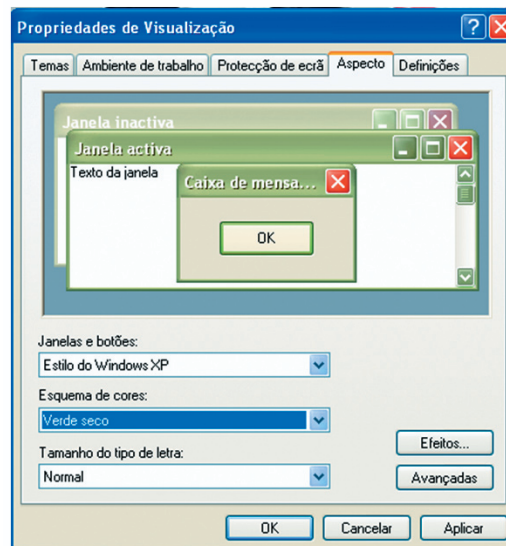 Propriedades de Visualização
Temas Ambiente de trabalho Protecção de ecrã Aspecto Definições
Janela inactiva
Janela activa
Texto da janela
Caixa de mensa...
OK
Janelas e botões:
Estilo do Windows XP
Esquema de cores:
Verde seco
Tamanho do tipo de letra:
Normal
Efeitos...
Avançadas
OK Cancelar Aplicar